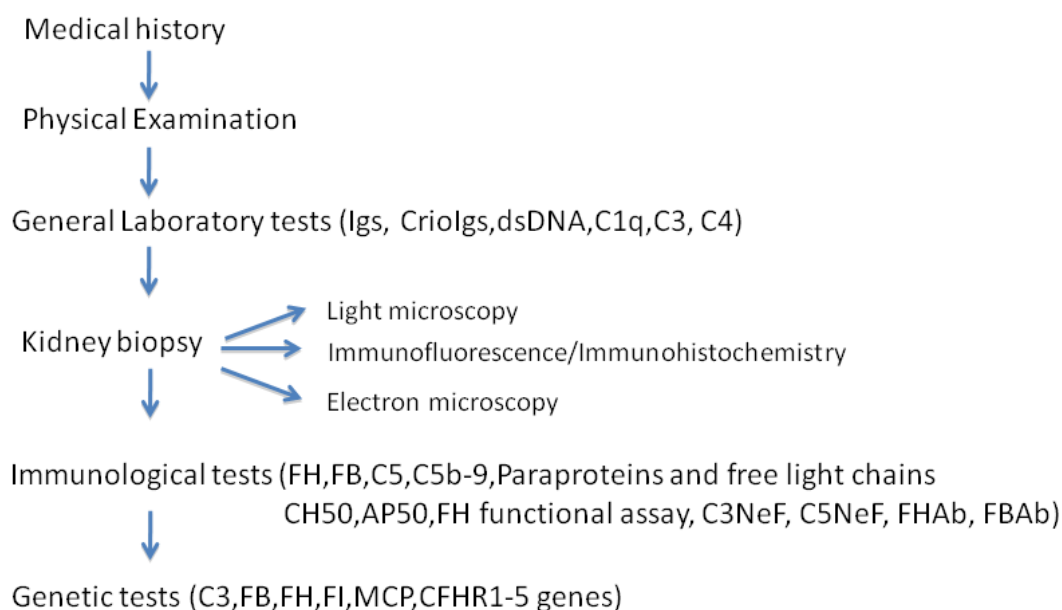 Medical history
Physical Examination
General Laboratory tests (Igs, CrioIgs,dsDNA,C1q,C3, C4)
Light microscopy
Kidney biopsy
Immunofluorescence/Immunohistochemistry
Electron microscopy
Immunological tests (FH,FB,C5,C5b-9,Paraproteins and free light chains
CH50,AP50,FH functional assay, C3NeF, C5NeF, FHAb, FBAb)
Genetic tests (C3,FB,FH,FI,MCP,CFHR1-5 genes)